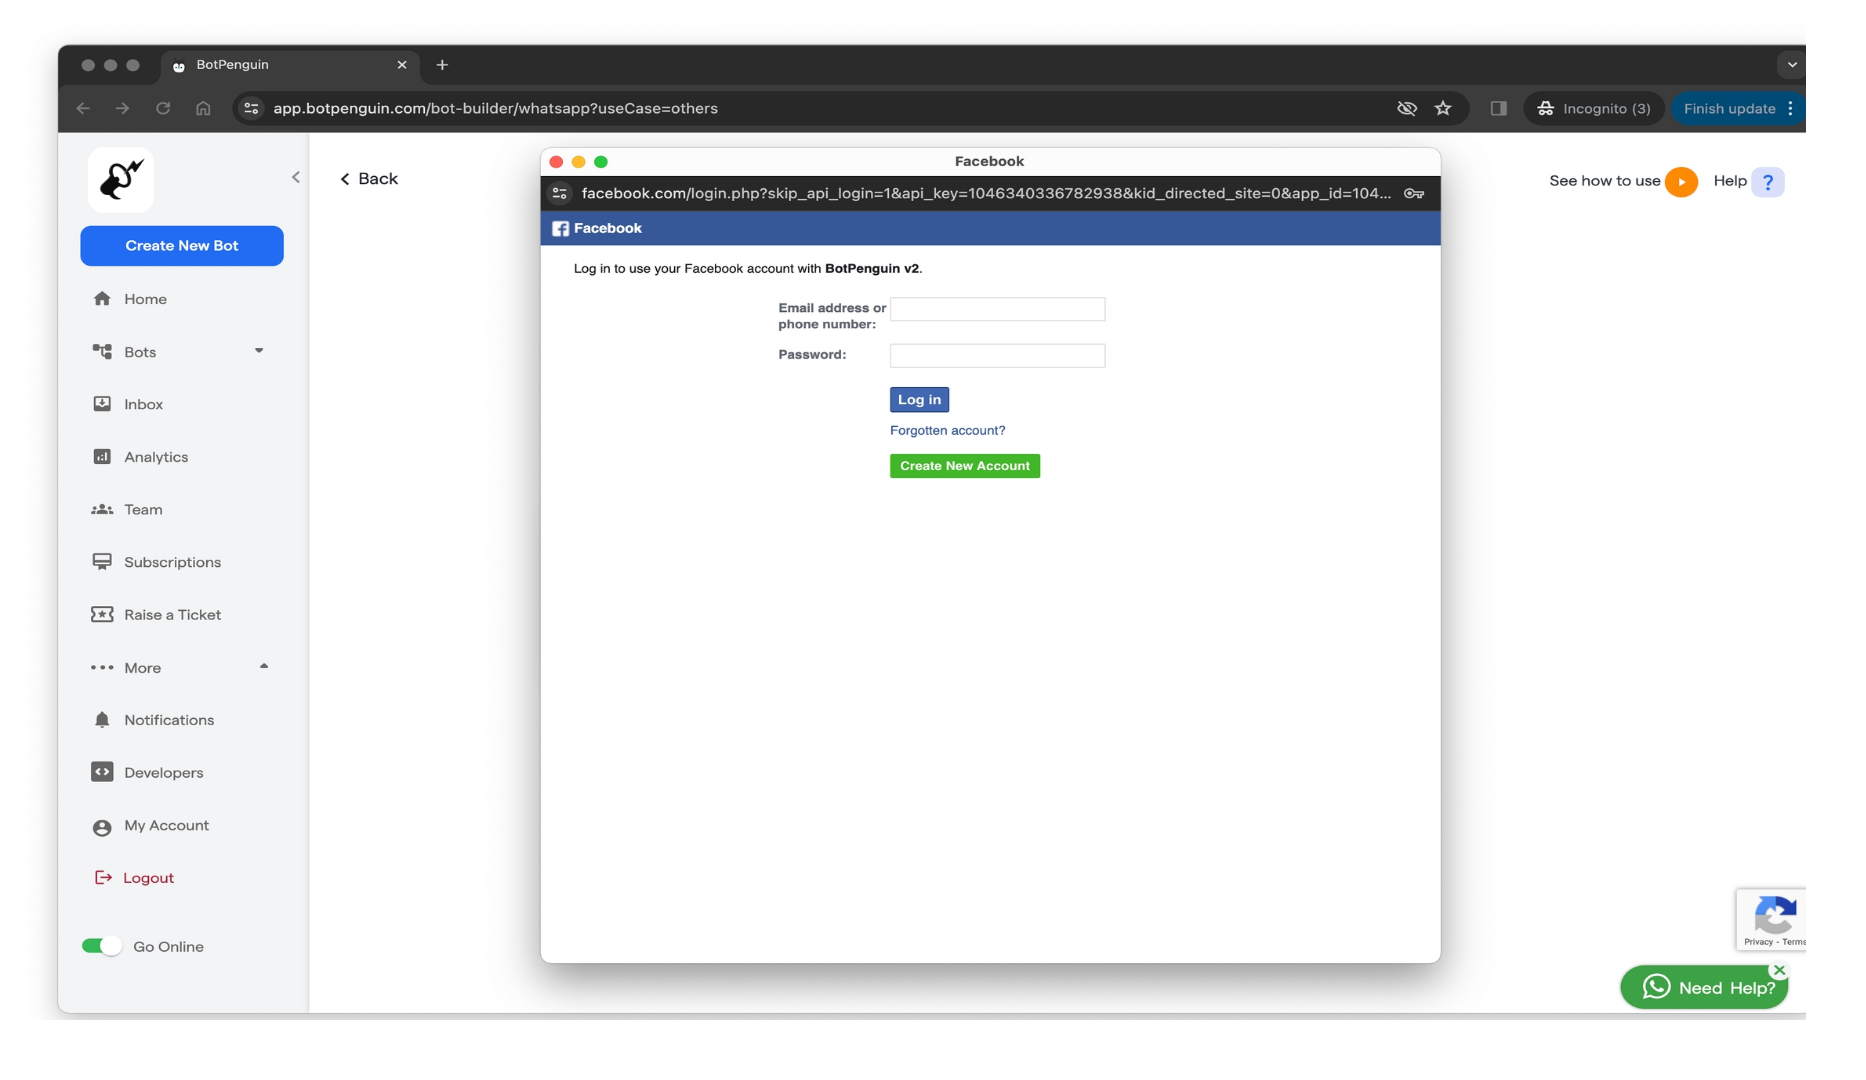 BotPenguin
app.botpenguin.com/bot-builder/whatsapp?useCase=others
Incognito (3)
Finish update
Create New Bot
Home
Bots
Inbox
Analytics
Team
Subscriptions
Raise a Ticket
More
Notifications
Developers
My Account
Logout
Go Online
Back
Facebook
facebook.com/login.php?skip_api_login=1&api_key=1046340336782938&kid_directed_site=0&app_id=104...
Facebook
Log in to use your Facebook account with BotPenguin v2.
Email address or
phone number:
Password:
Log in
Forgotten account?
Create New Account
See how to use
Help ?
Privacy - Terms
Need Help?